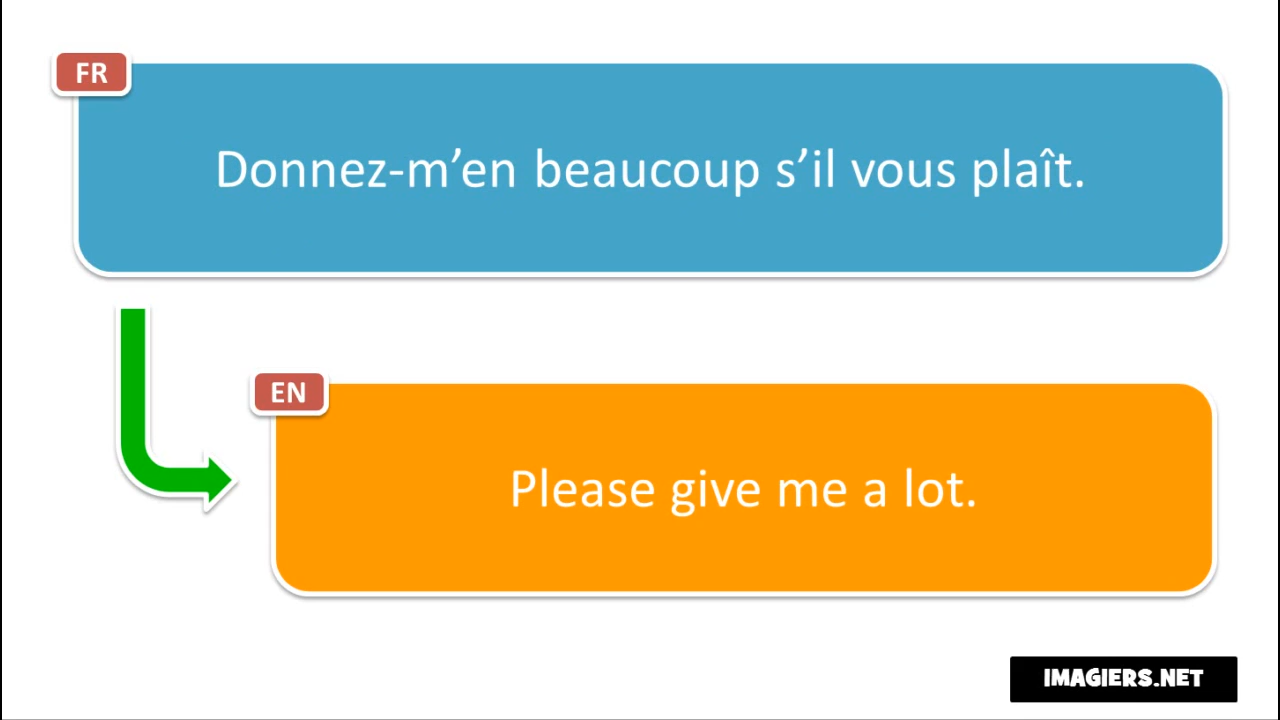 FR
Donnez-m’en beaucoup s’il vous plaît.
EN
Please give me a lot.
IMAGIERS.NET